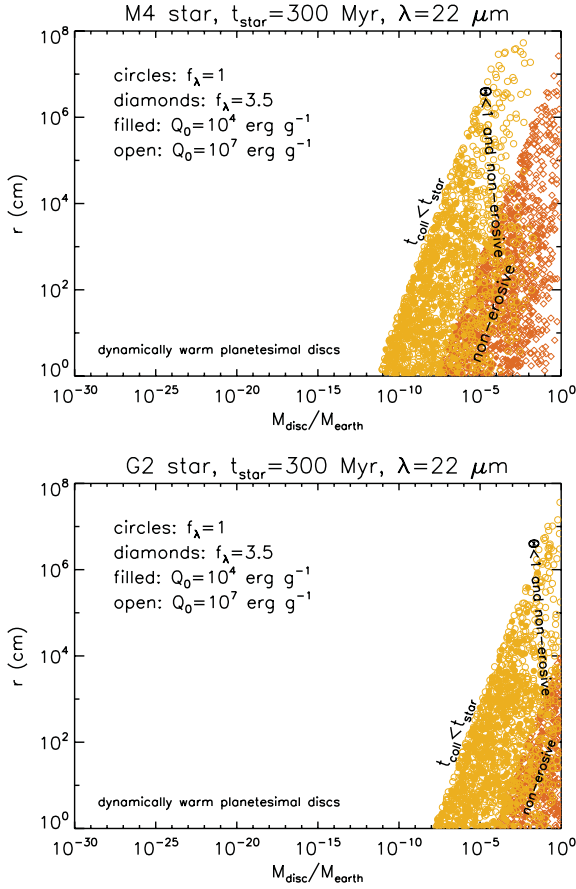 M4 star, t_star=300 Myr, λ=22 μm
circles: f_λ=1
diamonds: f_λ=3.5
filled: Q_0=10^4 erg g^-1
open: Q_0=10^7 erg g^-1
Θ<1 and non-erosive
t_coll<t_star
non-erosive
dynamically warm planetesimal discs
r (cm)
10^8
10^6
10^4
10^2
10^0
10^-30 10^-25 10^-20 10^-15 10^-10 10^-5 10^0
M_disc/M_earth
G2 star, t_star=300 Myr, λ=22 μm
circles: f_λ=1
diamonds: f_λ=3.5
filled: Q_0=10^4 erg g^-1
open: Q_0=10^7 erg g^-1
Θ<1 and non-erosive
t_coll<t_star
non-erosive
dynamically warm planetesimal discs
r (cm)
10^8
10^6
10^4
10^2
10^0
10^-30 10^-25 10^-20 10^-15 10^-10 10^-5 10^0
M_disc/M_earth